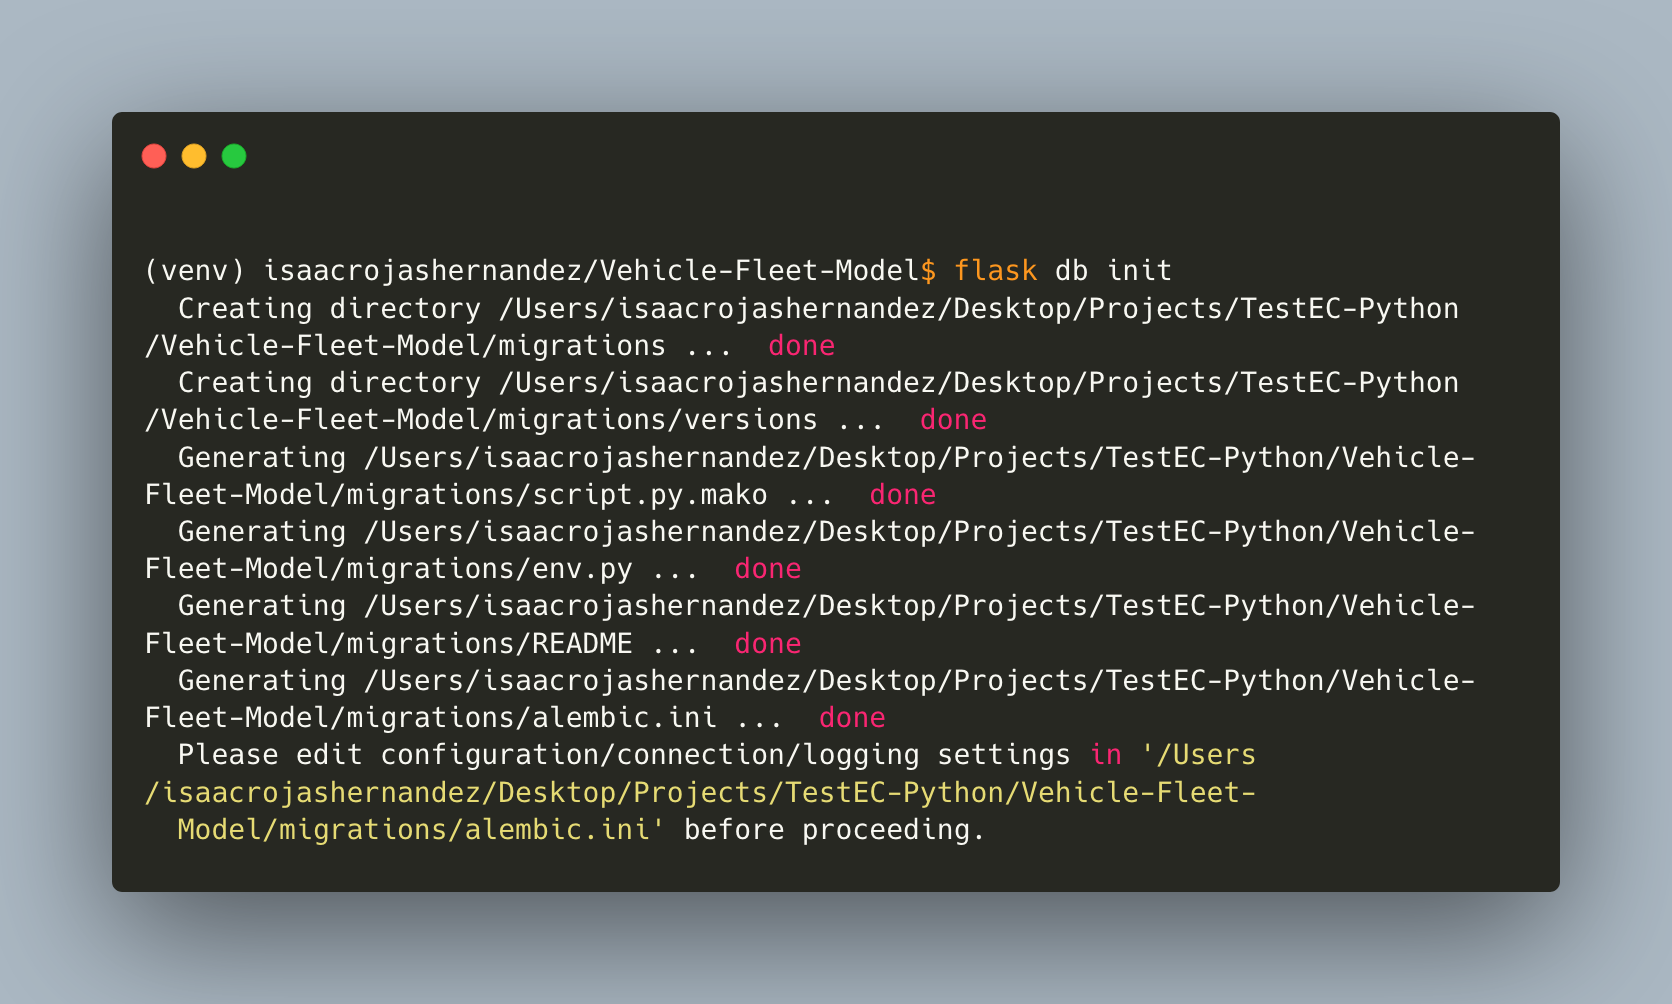 (venv) isaacrojashernandez/Vehicle-Fleet-Model$ flask db init
  Creating directory /Users/isaacrojashernandez/Desktop/Projects/TestEC-Python
/Vehicle-Fleet-Model/migrations ...  done
  Creating directory /Users/isaacrojashernandez/Desktop/Projects/TestEC-Python
/Vehicle-Fleet-Model/migrations/versions ...  done
  Generating /Users/isaacrojashernandez/Desktop/Projects/TestEC-Python/Vehicle-
Fleet-Model/migrations/script.py.mako ...  done
  Generating /Users/isaacrojashernandez/Desktop/Projects/TestEC-Python/Vehicle-
Fleet-Model/migrations/env.py ...  done
  Generating /Users/isaacrojashernandez/Desktop/Projects/TestEC-Python/Vehicle-
Fleet-Model/migrations/README ...  done
  Generating /Users/isaacrojashernandez/Desktop/Projects/TestEC-Python/Vehicle-
Fleet-Model/migrations/alembic.ini ...  done
  Please edit configuration/connection/logging settings in '/Users
/isaacrojashernandez/Desktop/Projects/TestEC-Python/Vehicle-Fleet-
  Model/migrations/alembic.ini' before proceeding.